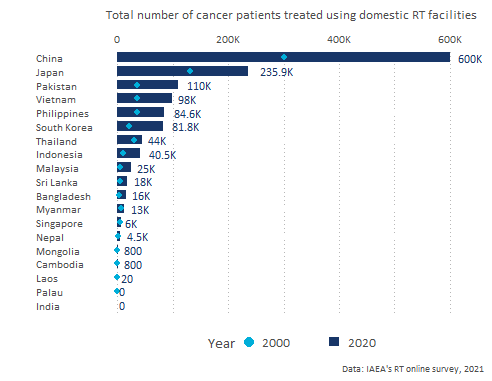 Total number of cancer patients treated using domestic RT facilities
0 200K 400K 600K
China 600K
Japan 235.9K
Pakistan 110K
Vietnam 98K
Philippines 84.6K
South Korea 81.8K
Thailand 44K
Indonesia 40.5K
Malaysia 25K
Sri Lanka 18K
Bangladesh 16K
Myanmar 13K
Singapore 6K
Nepal 4.5K
Mongolia 800
Cambodia 800
Laos 20
Palau 0
India 0
Year 2000 2020
Data: IAEA's RT online survey, 2021